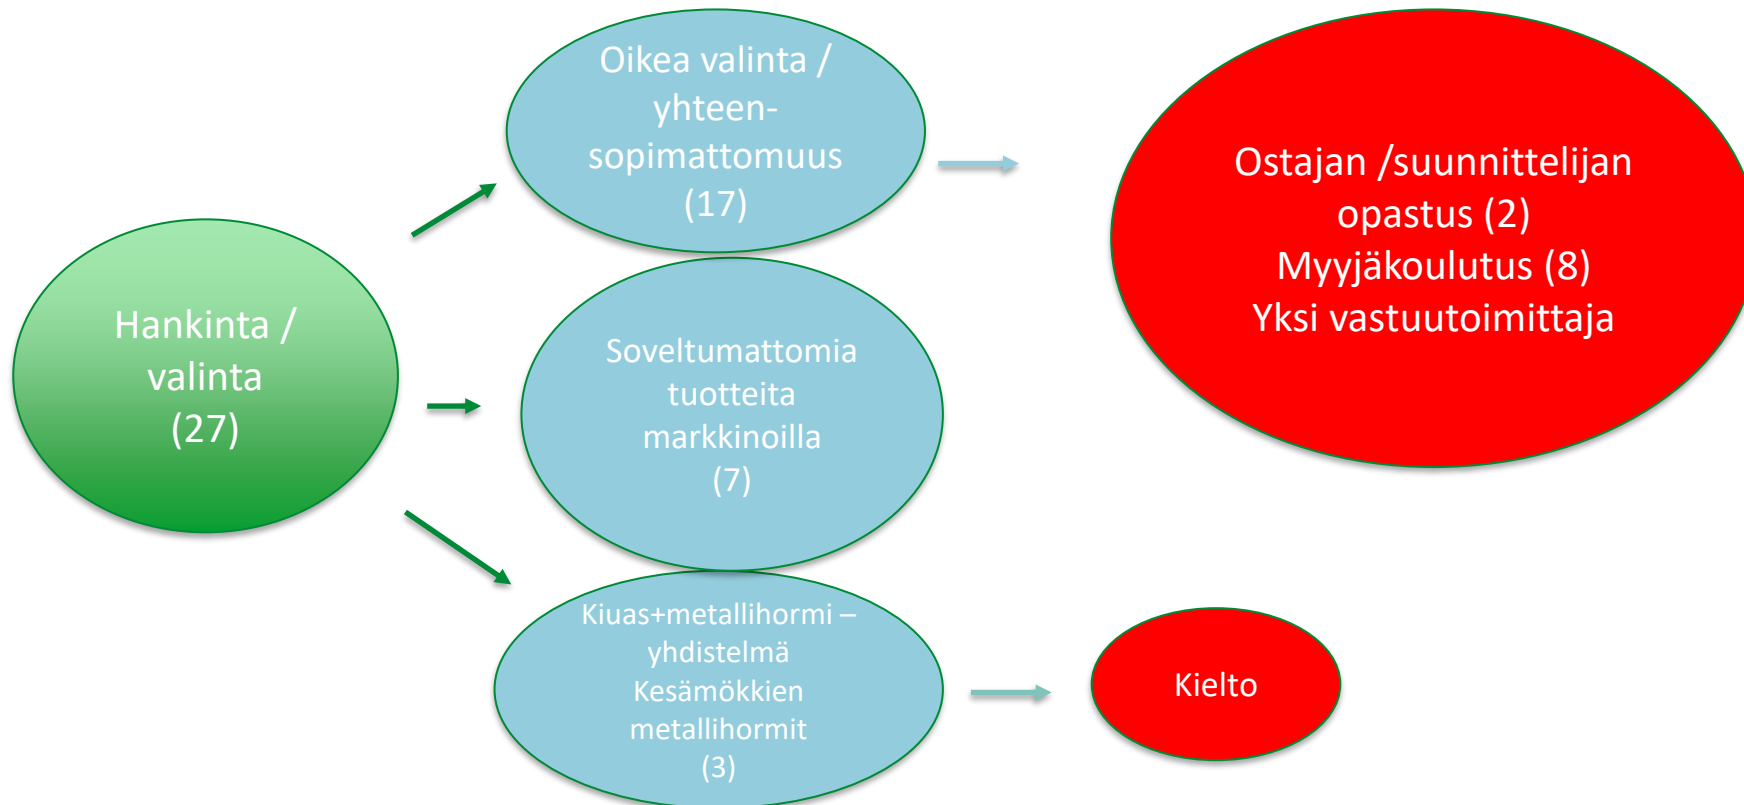 Hankinta /
valinta
(27)
Oikea valinta /
yhteen-
sopimattomuus
(17)
Soveltumattomia
tuotteita
markkinoilla
(7)
Kiuas+metallihormi –
yhdistelmä
Kesämökkien
metallihormit
(3)
Ostajan /suunnittelijan
opastus (2)
Myyjäkoulutus (8)
Yksi vastuutoimittaja
Kielto